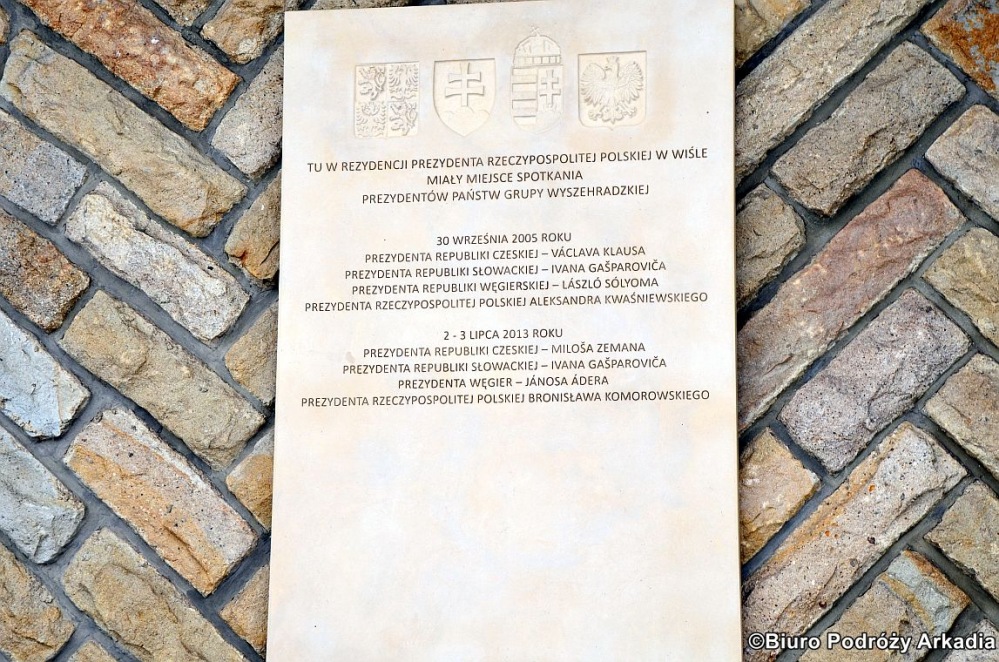 TU W REZYDENCJI PREZYDENTA RZECZYPOSPOLITEJ POLSKIEJ W WIŚLE
MIAŁY MIEJSCE SPOTKANIA
PREZYDENTÓW PAŃSTW GRUPY WYSZEHRADZKIEJ
30 WRZEŚNIA 2005 ROKU
PREZYDENTA REPUBLIKI CZESKIEJ – VÁCLAVA KLAUSA
PREZYDENTA REPUBLIKI SŁOWACKIEJ – IVANA GAŠPAROVIČA
PREZYDENTA REPUBLIKI WĘGIERSKIEJ – LÁSZLÓ SÓLYOMA
PREZYDENTA RZECZYPOSPOLITEJ POLSKIEJ ALEKSANDRA KWAŚNIEWSKIEGO
2 - 3 LIPCA 2013 ROKU
PREZYDENTA REPUBLIKI CZESKIEJ – MILOŠA ZEMANA
PREZYDENTA REPUBLIKI SŁOWACKIEJ – IVANA GAŠPAROVIČA
PREZYDENTA WĘGIER – JÁNOSA ÁDERA
PREZYDENTA RZECZYPOSPOLITEJ POLSKIEJ BRONISŁAWA KOMOROWSKIEGO
©Biuro Podróży Arkadia